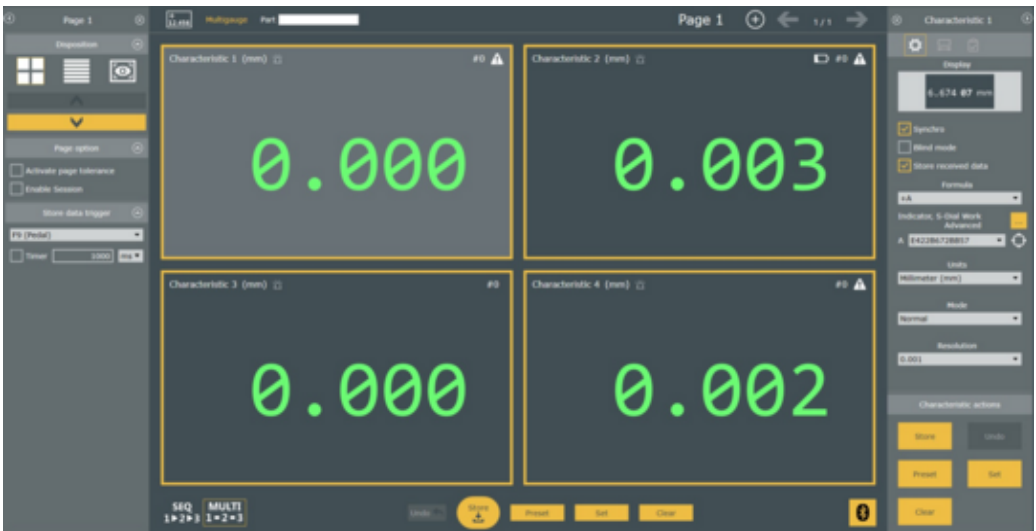 Page 1
Disposition
Page option
Activate page tolerance
Enable Session
Store data trigger
F9 (Pedal)
Timer 1000 ms
12.456 Multigauge Part
Page 1 1/1
Characteristic 1 (mm) #0
0.000
Characteristic 2 (mm) #0
0.003
Characteristic 3 (mm) #0
0.000
Characteristic 4 (mm) #0
0.002
SEQ
1▶2▶3
MULTI
1=2=3
Undo
Store
Preset
Set
Clear
Characteristic 1
Display
6.674 07 mm
Synchro
Blind mode
Store received data
Formula
+A
Indicator, S-Dial Work
Advanced
...
A E422B672BB57
Units
Millimeter (mm)
Mode
Normal
Resolution
0.001
Characteristic actions
Store
Undo
Preset
Set
Clear